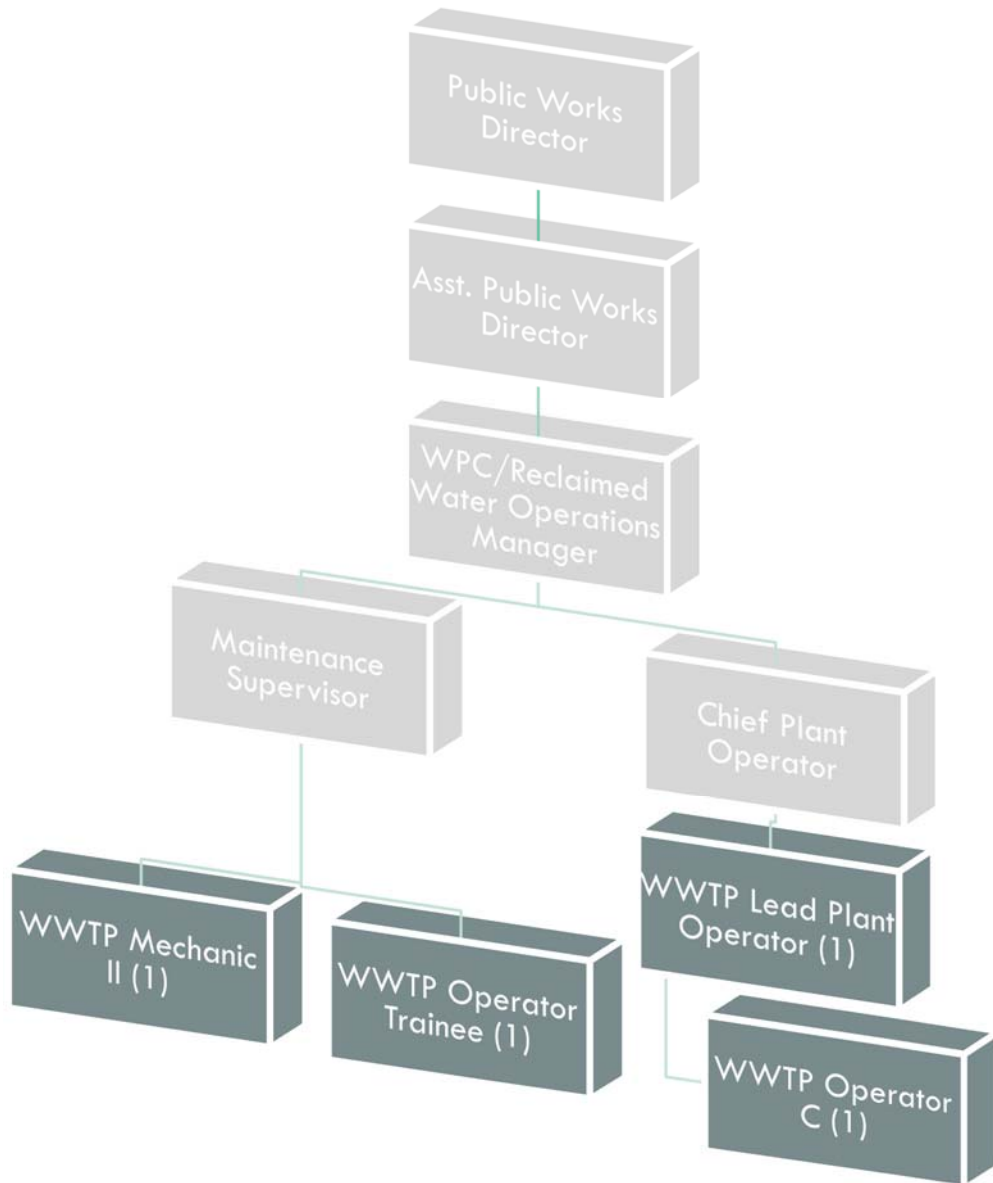 Public Works
Director
Asst. Public Works
Director
WPC/Reclaimed
Water Operations
Manager
Maintenance
Supervisor
Chief Plant
Operator
WWTP Mechanic
II (1)
WWTP Operator
Trainee (1)
WWTP Lead Plant
Operator (1)
WWTP Operator
C (1)